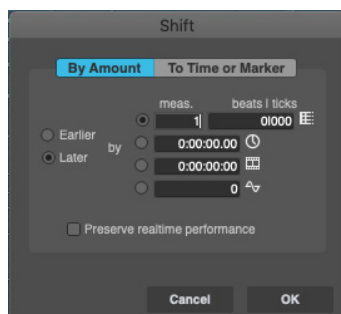 Shift
By Amount To Time or Marker
meas. beats | ticks
Earlier
Later
by
1 0|000
0:00:00.00
0:00:00:00
0
Preserve realtime performance
Cancel OK